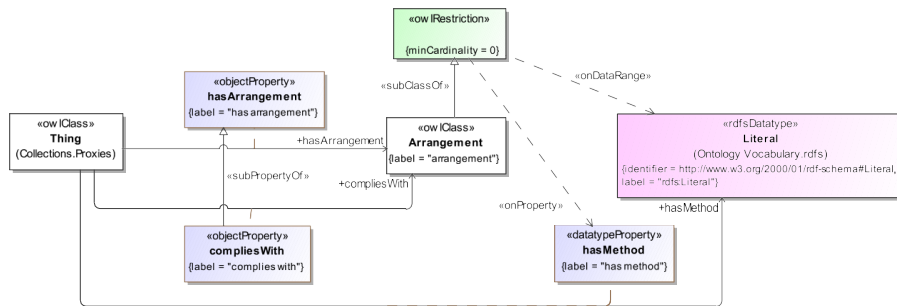 «owlRestriction»
{minCardinality = 0}
«onDataRange»
«subClassOf»
«objectProperty»
hasArrangement
{label = "has arrangement"}
«owlClass»
Thing
(Collections.Proxies)
+hasArrangement
«owlClass»
Arrangement
{label = "arrangement"}
«rdfsDatatype»
Literal
(Ontology Vocabulary.rdfs)
{identifier = http://www.w3.org/2000/01/rdf-schema#Literal,
label = "rdfs:Literal"}
«subPropertyOf»
+compliesWith
«onProperty»
+hasMethod
«objectProperty»
compliesWith
{label = "complies with"}
«datatypeProperty»
hasMethod
{label = "has method"}